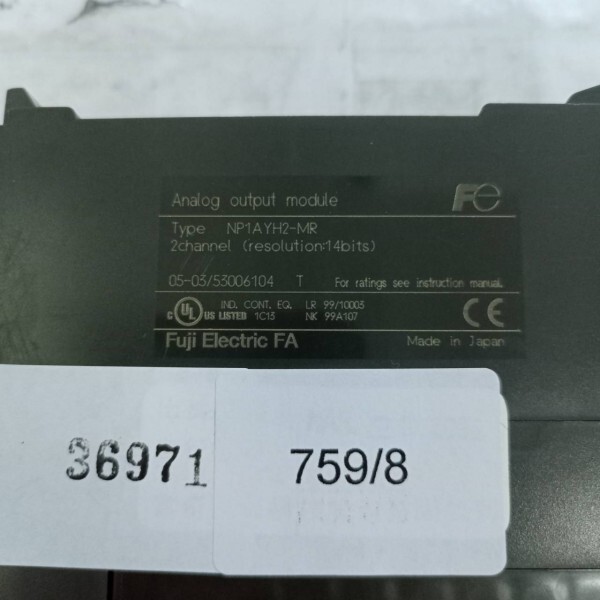 Analog output module
Fe
Type NP1AYH2-MR
2channel (resolution:14bits)
05-03/53006104 T For ratings see instruction manual.
C UL US LISTED IND. CONT. EQ. 1C13 LR 99/10003 NK 99A107 CE
Fuji Electric FA Made in Japan
36971
759/8